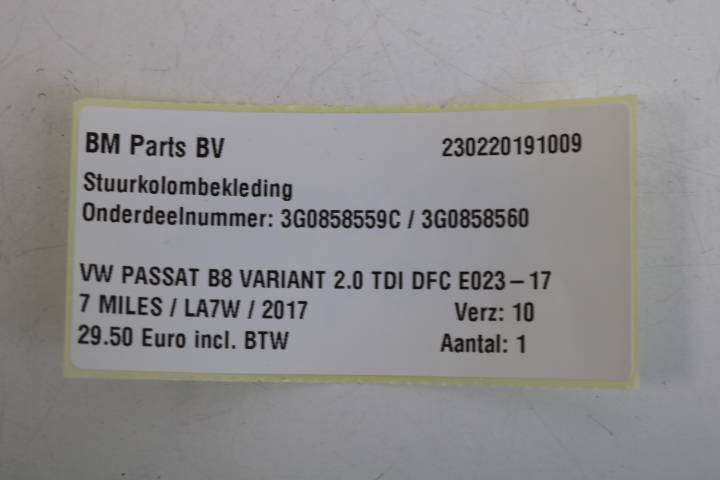 BM Parts BV 230220191009
Stuurkolombekleding
Onderdeelnummer: 3G0858559C / 3G0858560
VW PASSAT B8 VARIANT 2.0 TDI DFC E023-17
7 MILES / LA7W / 2017 Verz: 10
29.50 Euro incl. BTW Aantal: 1